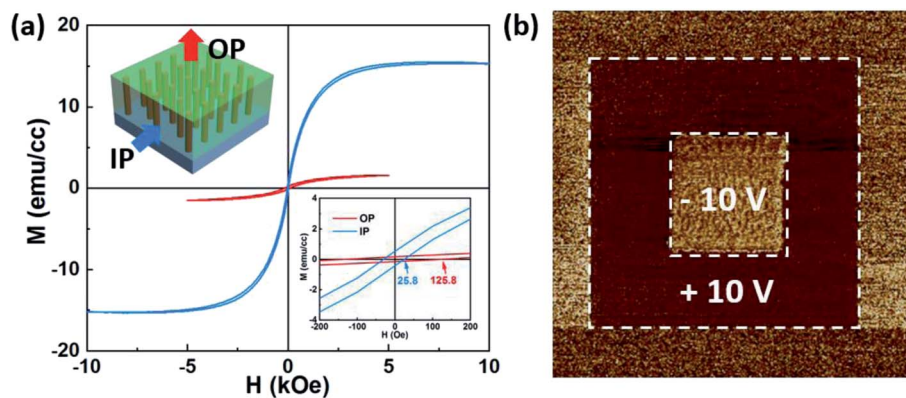 (a)
20
10
0
-10
-20
M (emu/cc)
-10
-5
0
5
10
H (kOe)
OP
IP
OP
IP
4
2
0
-2
-4
M (emu/cc)
25.8
125.8
-200
-100
0
100
200
H (Oe)
(b)
- 10 V
+ 10 V